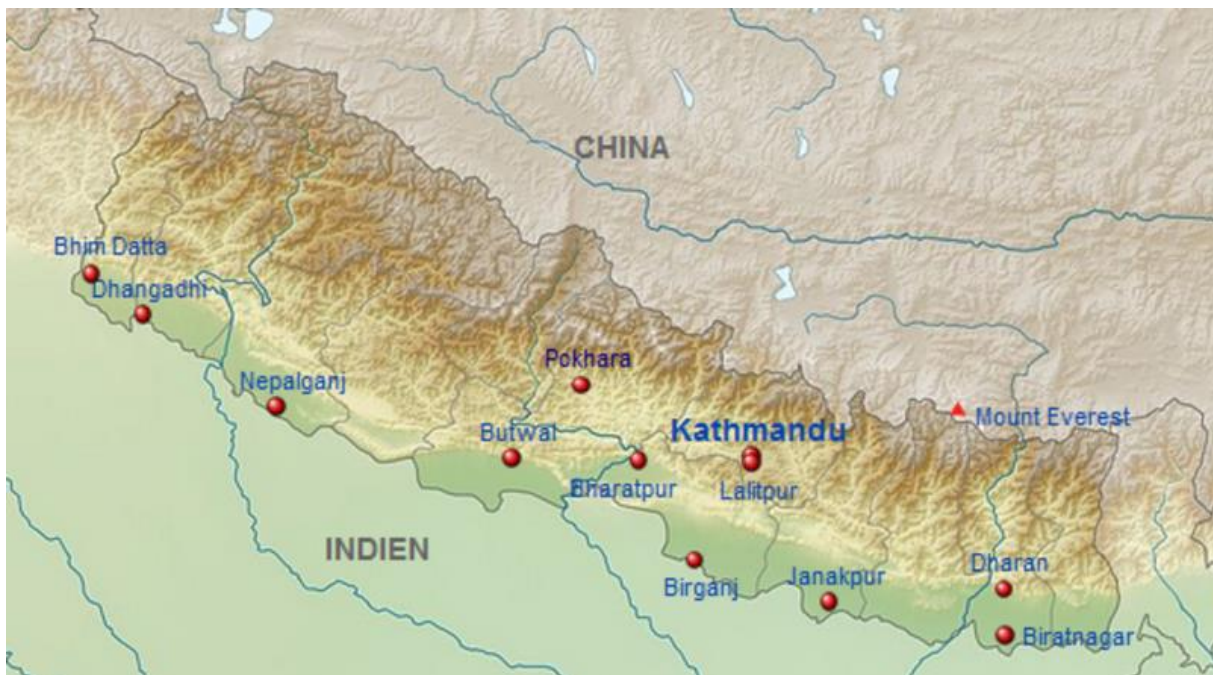 CHINA
Bhim Datta
Dhangadhi
Pokhara
Nepalganj
Mount Everest
Kathmandu
Butwal
Bharatpur
Lalitpur
INDIEN
Dharan
Janakpur
Birganj
Biratnagar